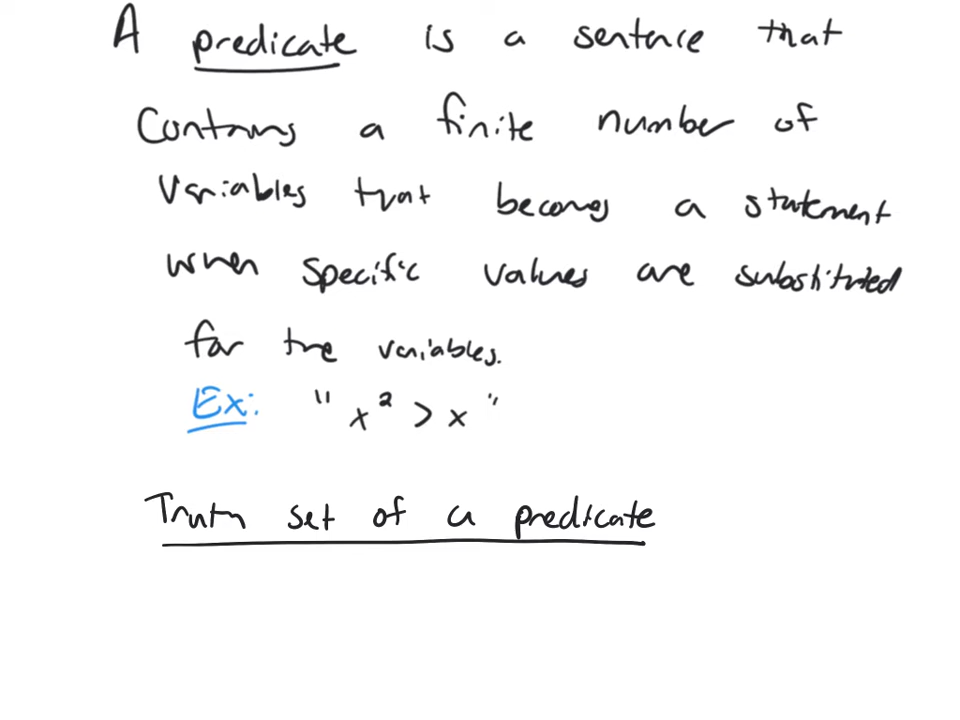 A predicate is a sentence that
contains a finite number of
variables that becomes a statement
when specific values are substituted
for the variables.
Ex: "x² > x"
Truth set of a predicate